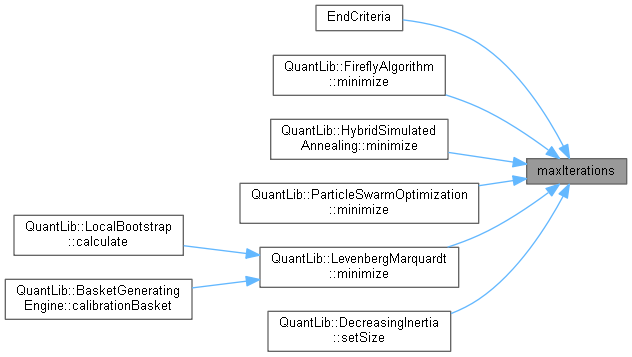 EndCriteria
QuantLib::FireflyAlgorithm
::minimize
QuantLib::HybridSimulated
Annealing::minimize
maxIterations
QuantLib::ParticleSwarmOptimization
::minimize
QuantLib::LocalBootstrap
::calculate
QuantLib::LevenbergMarquardt
::minimize
QuantLib::BasketGenerating
Engine::calibrationBasket
QuantLib::DecreasingInertia
::setSize